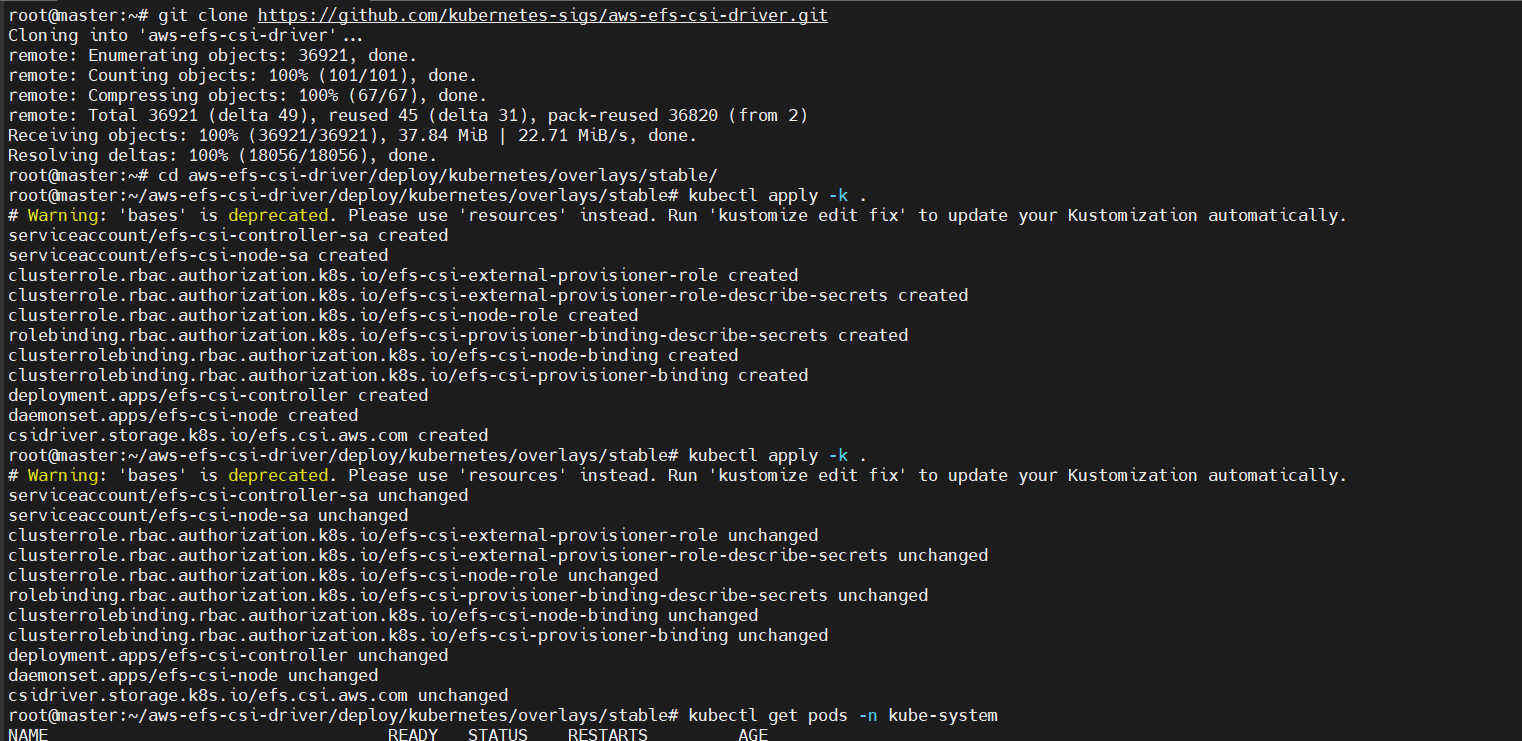 root@master:~# git clone https://github.com/kubernetes-sigs/aws-efs-csi-driver.git
Cloning into 'aws-efs-csi-driver'...
remote: Enumerating objects: 36921, done.
remote: Counting objects: 100% (101/101), done.
remote: Compressing objects: 100% (67/67), done.
remote: Total 36921 (delta 49), reused 45 (delta 31), pack-reused 36820 (from 2)
Receiving objects: 100% (36921/36921), 37.84 MiB | 22.71 MiB/s, done.
Resolving deltas: 100% (18056/18056), done.
root@master:~# cd aws-efs-csi-driver/deploy/kubernetes/overlays/stable/
root@master:~/aws-efs-csi-driver/deploy/kubernetes/overlays/stable# kubectl apply -k .
# Warning: 'bases' is deprecated. Please use 'resources' instead. Run 'kustomize edit fix' to update your Kustomization automatically.
serviceaccount/efs-csi-controller-sa created
serviceaccount/efs-csi-node-sa created
clusterrole.rbac.authorization.k8s.io/efs-csi-external-provisioner-role created
clusterrole.rbac.authorization.k8s.io/efs-csi-external-provisioner-role-describe-secrets created
clusterrole.rbac.authorization.k8s.io/efs-csi-node-role created
rolebinding.rbac.authorization.k8s.io/efs-csi-provisioner-binding-describe-secrets created
clusterrolebinding.rbac.authorization.k8s.io/efs-csi-node-binding created
clusterrolebinding.rbac.authorization.k8s.io/efs-csi-provisioner-binding created
deployment.apps/efs-csi-controller created
daemonset.apps/efs-csi-node created
csidriver.storage.k8s.io/efs.csi.aws.com created
root@master:~/aws-efs-csi-driver/deploy/kubernetes/overlays/stable# kubectl apply -k .
# Warning: 'bases' is deprecated. Please use 'resources' instead. Run 'kustomize edit fix' to update your Kustomization automatically.
serviceaccount/efs-csi-controller-sa unchanged
serviceaccount/efs-csi-node-sa unchanged
clusterrole.rbac.authorization.k8s.io/efs-csi-external-provisioner-role unchanged
clusterrole.rbac.authorization.k8s.io/efs-csi-external-provisioner-role-describe-secrets unchanged
clusterrole.rbac.authorization.k8s.io/efs-csi-node-role unchanged
rolebinding.rbac.authorization.k8s.io/efs-csi-provisioner-binding-describe-secrets unchanged
clusterrolebinding.rbac.authorization.k8s.io/efs-csi-node-binding unchanged
clusterrolebinding.rbac.authorization.k8s.io/efs-csi-provisioner-binding unchanged
deployment.apps/efs-csi-controller unchanged
daemonset.apps/efs-csi-node unchanged
csidriver.storage.k8s.io/efs.csi.aws.com unchanged
root@master:~/aws-efs-csi-driver/deploy/kubernetes/overlays/stable# kubectl get pods -n kube-system
NAME READY STATUS RESTARTS AGE